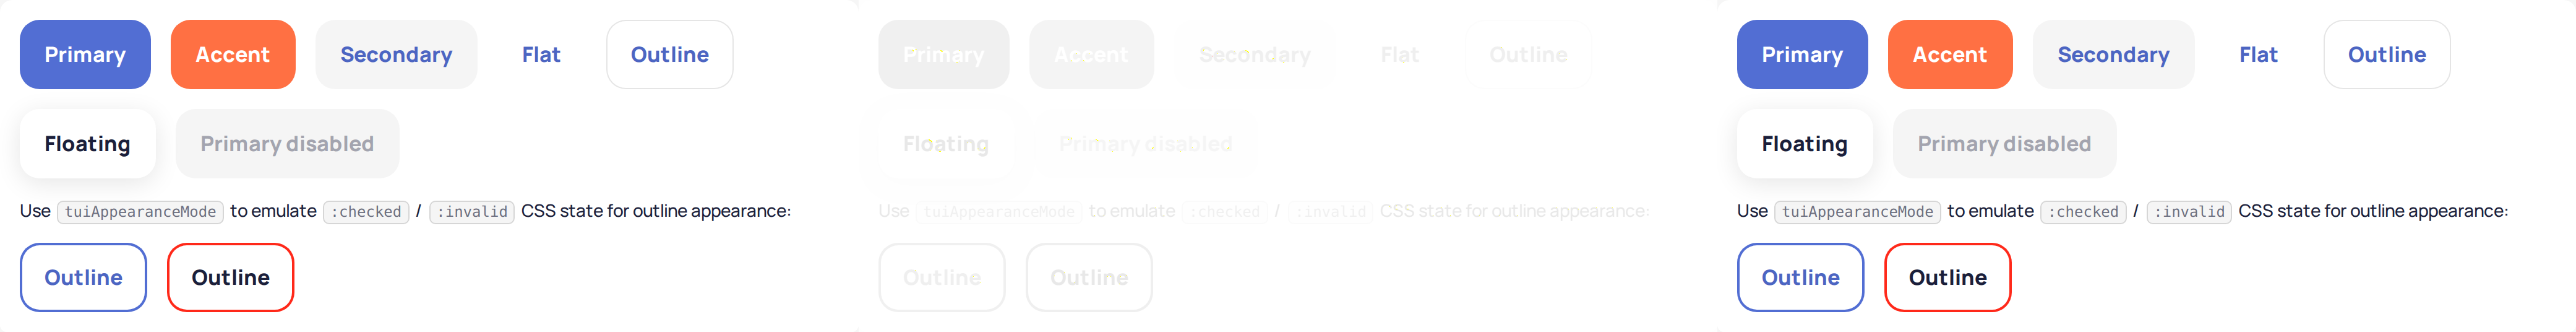 Primary Accent Secondary Flat Outline
Floating Primary disabled
Use tuiAppearanceMode to emulate :checked / :invalid CSS state for outline appearance:
Outline Outline
Primary Accent Secondary Flat Outline
Floating Primary disabled
Use tuiAppearanceMode to emulate :checked / :invalid CSS state for outline appearance:
Outline Outline
Primary Accent Secondary Flat Outline
Floating Primary disabled
Use tuiAppearanceMode to emulate :checked / :invalid CSS state for outline appearance:
Outline Outline